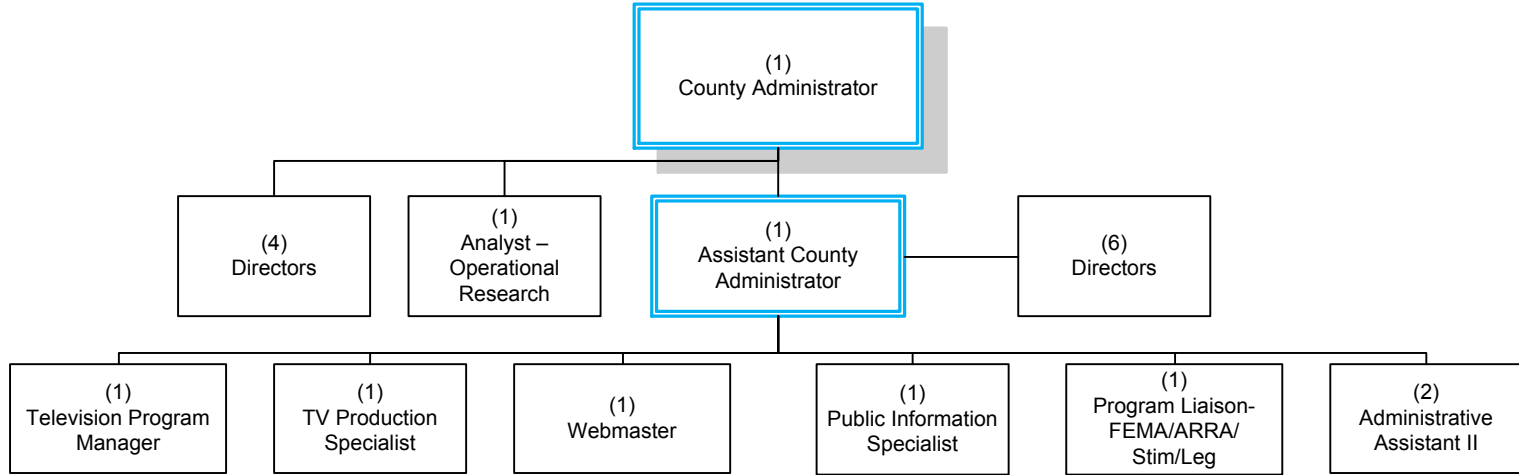 (1)
County Administrator
(4)
Directors
(1)
Analyst –
Operational
Research
(1)
Assistant County
Administrator
(6)
Directors
(1)
Television Program
Manager
(1)
TV Production
Specialist
(1)
Webmaster
(1)
Public Information
Specialist
(1)
Program Liaison-
FEMA/ARRA/
Stim/Leg
(2)
Administrative
Assistant II